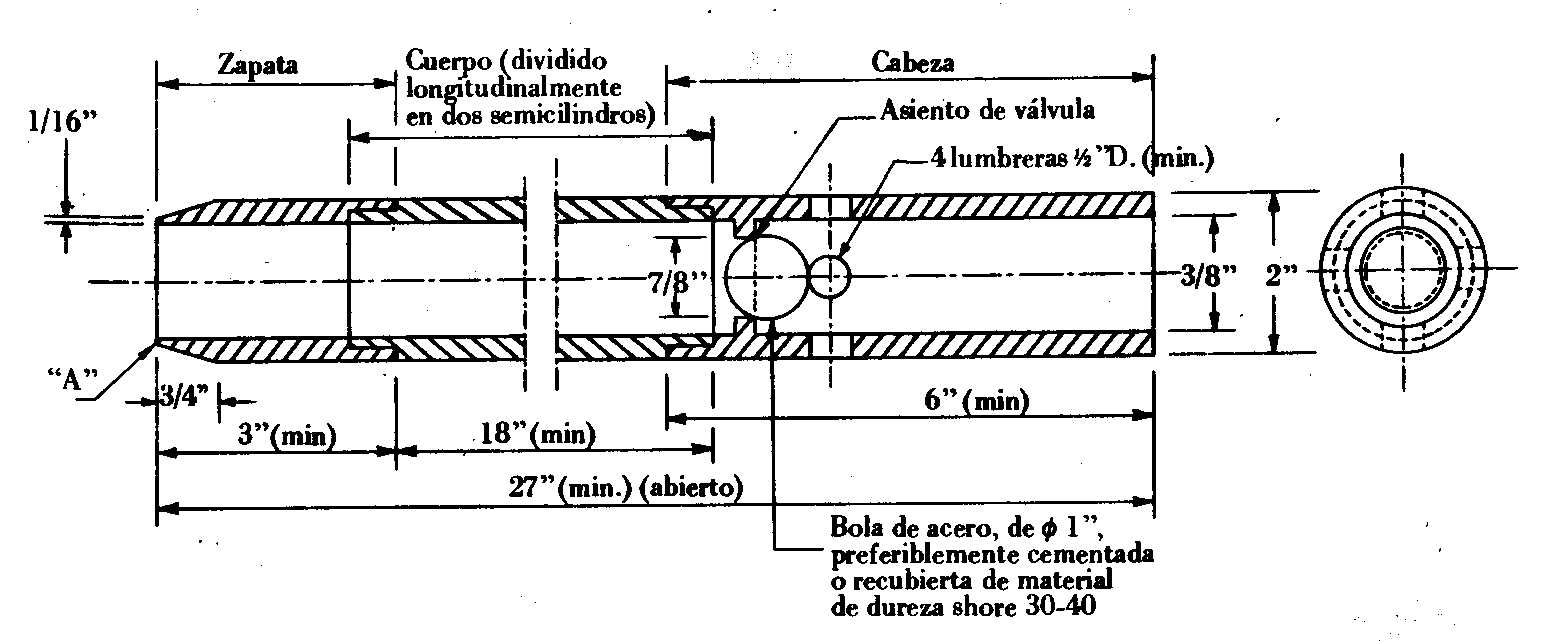 Zapata
Cuerpo (dividido
longitudinalmente
en dos semicilindros)
Cabeza
1/16”
Asiento de válvula
4 lumbreras ½”D. (min.)
7/8”
3/8”
2”
“A”
3/4”
6” (min)
3” (min)
18” (min)
27” (min.) (abierto)
Bola de acero, de ϕ 1”,
preferiblemente cementada
o recubierta de material
de dureza shore 30-40